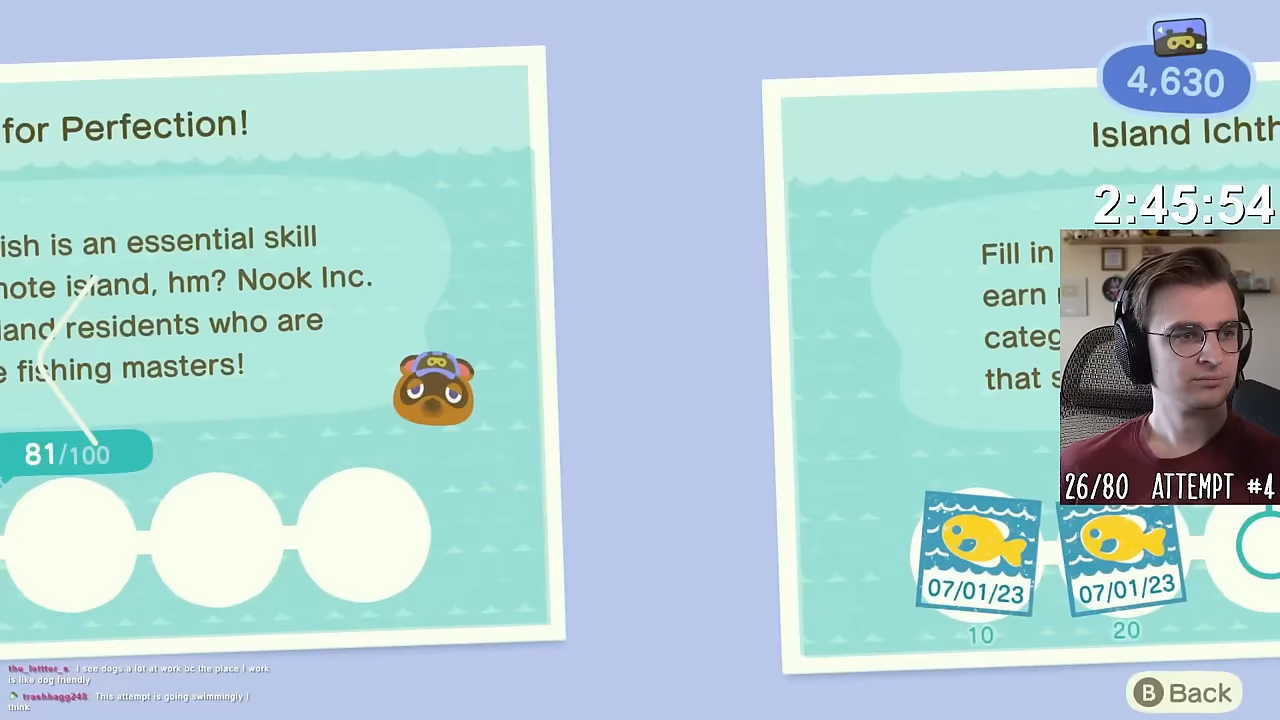 for Perfection!
ish is an essential skill
note island, hm? Nook Inc.
land residents who are
e fishing masters!
81/100
4,630
Island Ichth
2:45:54
Fill in
earn
categ
that s
26/80 ATTEMPT #4
07/01/23
07/01/23
10
20
the_lettter_s: I see dogs a lot at work bc the place I work
is like dog friendly
trashhagg248: This attempt is going swimmingly I
think
B Back